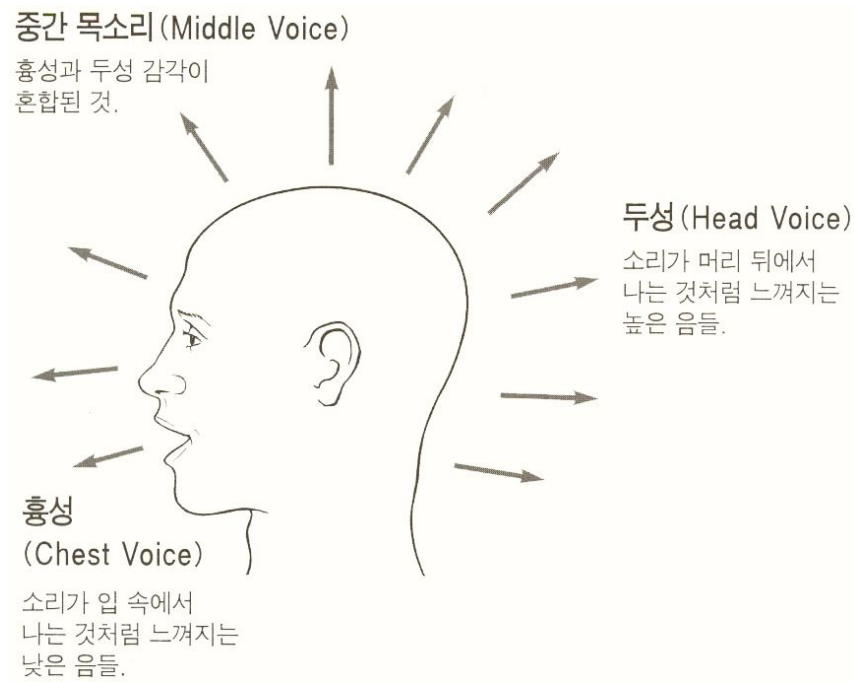 중간 목소리(Middle Voice)
흉성과 두성 감각이
혼합된 것.
두성(Head Voice)
소리가 머리 뒤에서
나는 것처럼 느껴지는
높은 음들.
흉성
(Chest Voice)
소리가 입 속에서
나는 것처럼 느껴지는
낮은 음들.